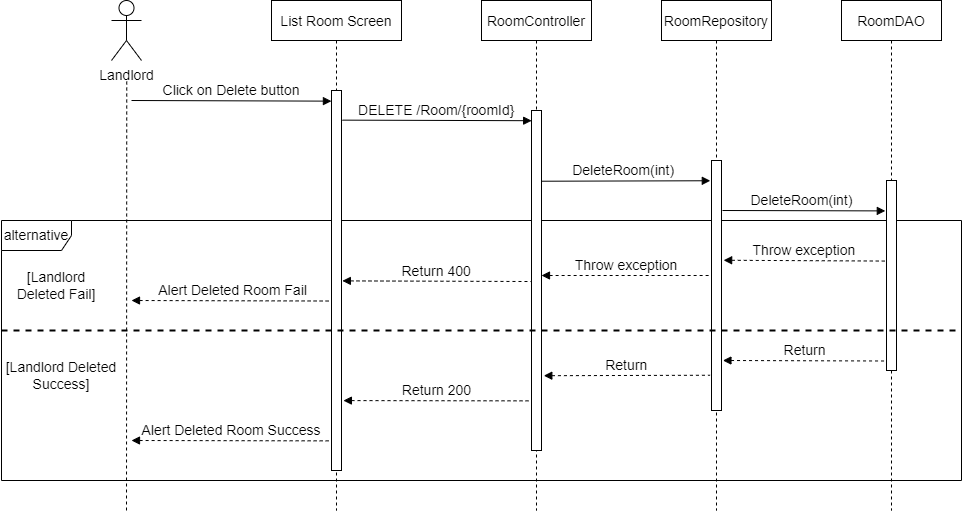 List Room Screen
RoomController
RoomRepository
RoomDAO
Landlord
Click on Delete button
DELETE /Room/{roomId}
DeleteRoom(int)
DeleteRoom(int)
alternative
Throw exception
Throw exception
Return 400
[Landlord
Deleted Fail]
Alert Deleted Room Fail
Return
Return
[Landlord Deleted
Success]
Return 200
Alert Deleted Room Success